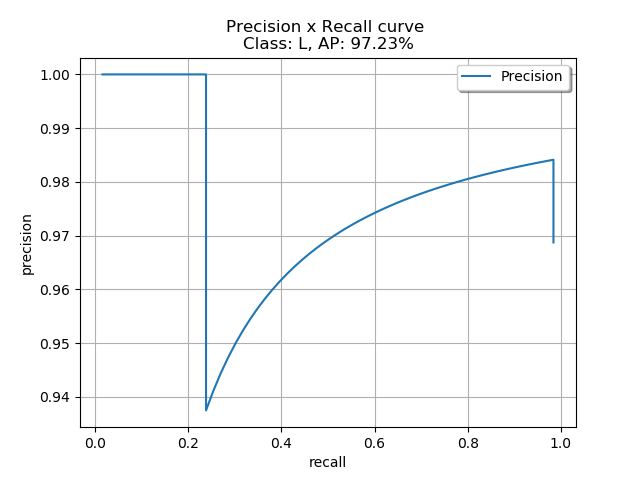 Precision x Recall curve
Class: L, AP: 97.23%
Precision
1.00
0.99
0.98
0.97
0.96
0.95
0.94
precision
0.0 0.2 0.4 0.6 0.8 1.0
recall